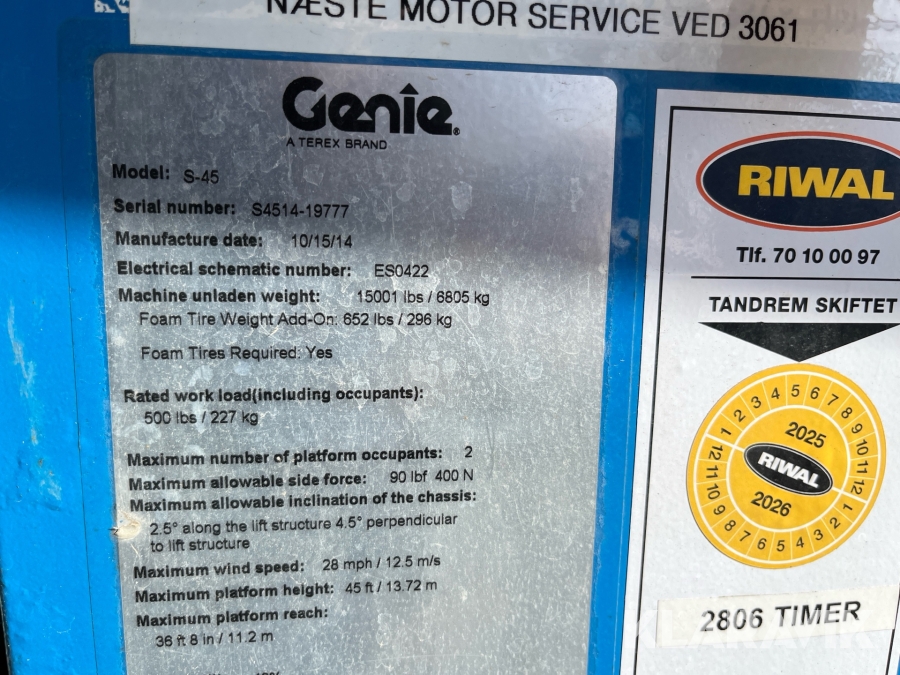 NÆSTE MOTOR SERVICE VED 3061
Genie®
A TEREX BRAND
Model: S-45
Serial number: S4514-19777
Manufacture date: 10/15/14
Electrical schematic number: ES0422
Machine unladen weight: 15001 lbs / 6805 kg
Foam Tire Weight Add-On: 652 lbs / 296 kg
Foam Tires Required: Yes
Rated work load(including occupants):
500 lbs / 227 kg
Maximum number of platform occupants: 2
Maximum allowable side force: 90 lbf 400 N
Maximum allowable inclination of the chassis:
2.5° along the lift structure 4.5° perpendicular
to lift structure
Maximum wind speed: 28 mph / 12.5 m/s
Maximum platform height: 45 ft / 13.72 m
Maximum platform reach:
36 ft 8 in / 11.2 m
RIWAL
Tlf. 70 10 00 97
TANDREM SKIFTET
1 2 3 4 5 6 7 8 9 10 11 12
2025
RIWAL
2026
1 2 3 4 5 6 7 8 9 10 11 12
2806 TIMER